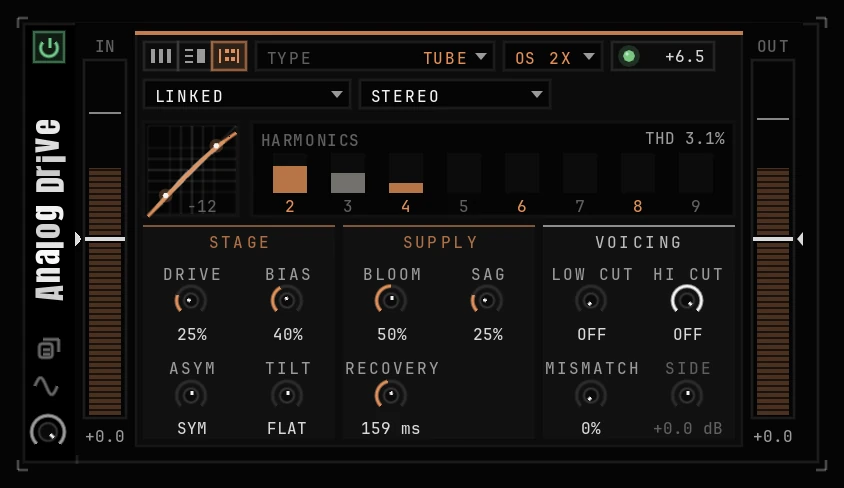 IN
TYPE TUBE
OS 2X
+6.5
OUT
LINKED
STEREO
Analog Drive
-12
HARMONICS
THD 3.1%
2 3 4 5 6 7 8 9
STAGE
SUPPLY
VOICING
DRIVE BIAS
BLOOM SAG
LOW CUT HI CUT
25% 40%
50% 25%
OFF OFF
ASYM TILT
RECOVERY
MISMATCH SIDE
SYM FLAT
159 ms
0% +0.0 dB
+0.0
+0.0